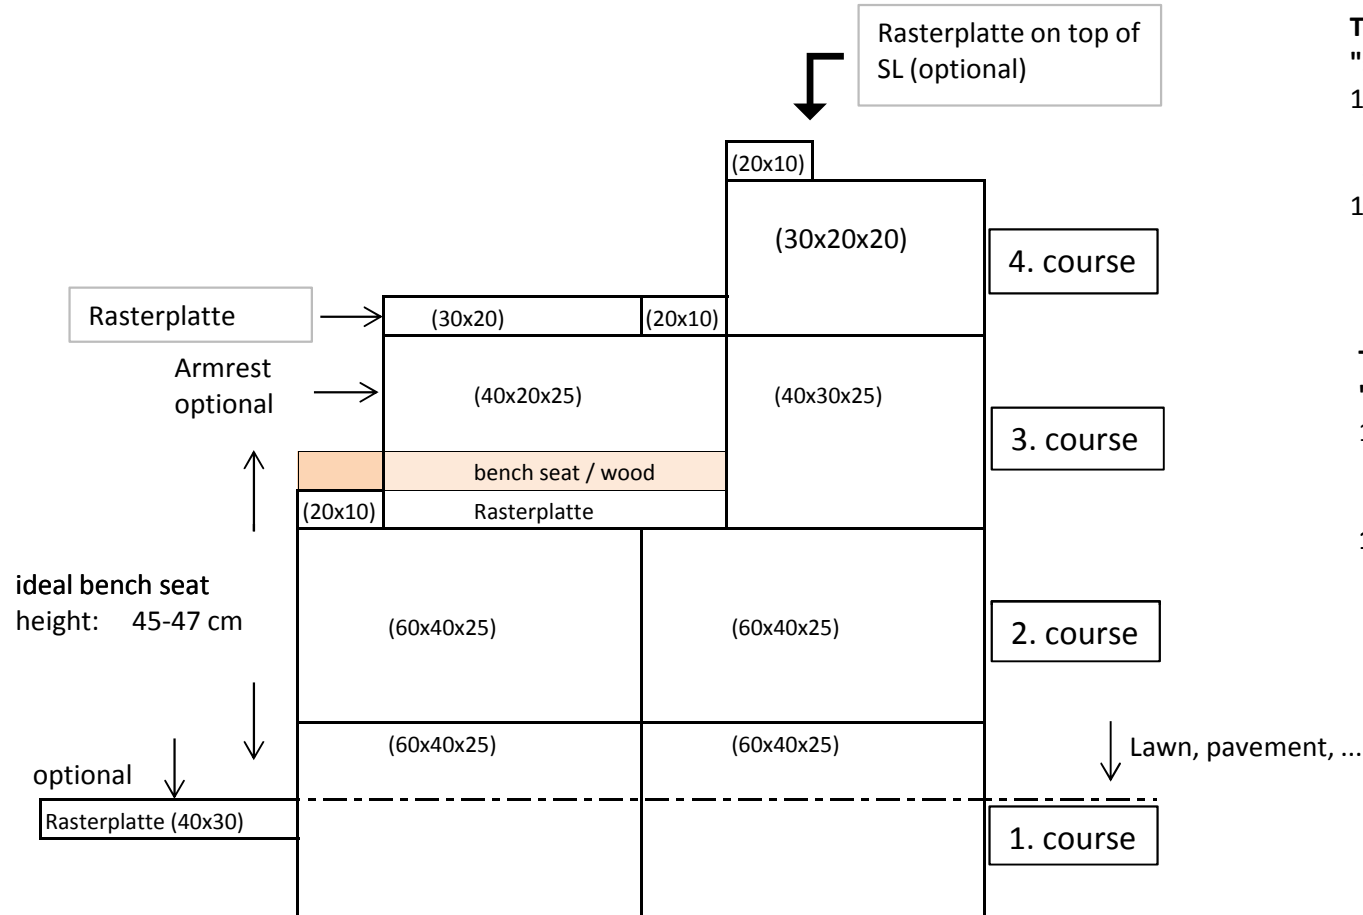 Rasterplatte on top of
SL (optional)
(20x10)
(30x20x20)
4. course
Rasterplatte
(30x20)
(20x10)
Armrest
optional
(40x20x25)
(40x30x25)
3. course
bench seat / wood
(20x10)
Rasterplatte
ideal bench seat
height: 45-47 cm
(60x40x25)
(60x40x25)
2. course
(60x40x25)
(60x40x25)
Lawn, pavement, ...
optional
Rasterplatte (40x30)
1. course
T
"
1
1